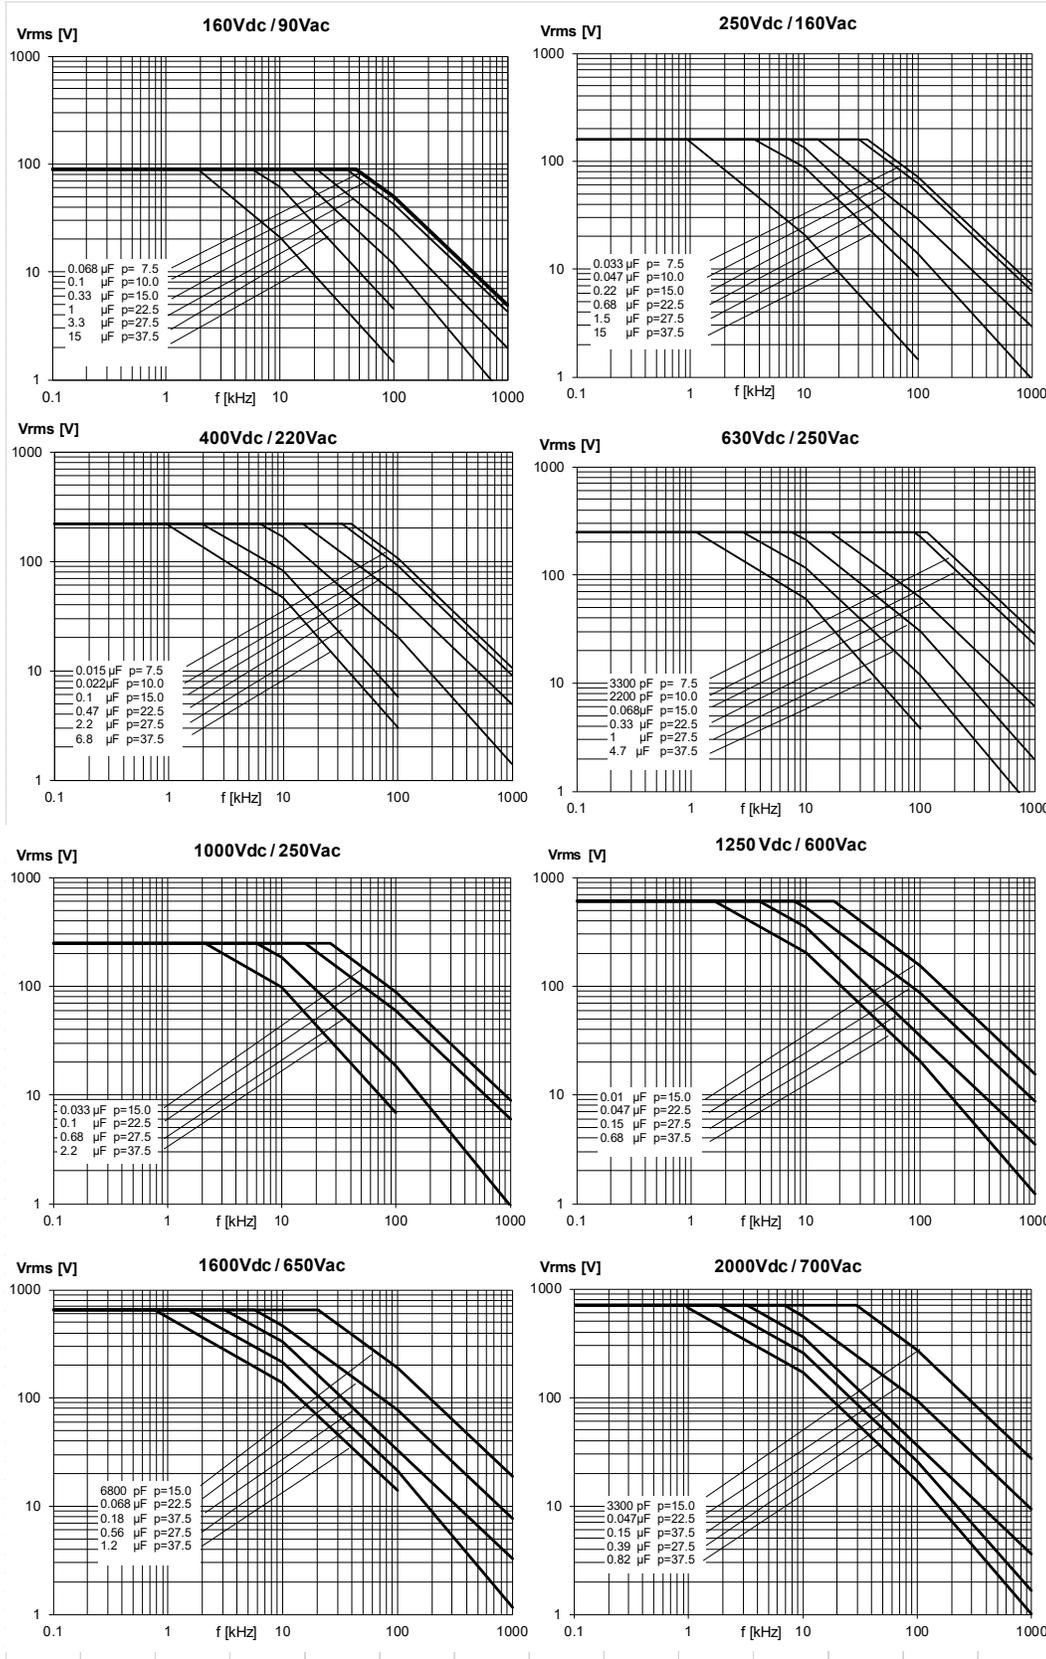 160Vdc / 90Vac
Vrms [V]
1000
100
10
1
0.068 µF p= 7.5
0.1 µF p=10.0
0.33 µF p=15.0
1 µF p=22.5
3.3 µF p=27.5
15 µF p=37.5
0.1 1 f [kHz] 10 100 1000
250Vdc / 160Vac
Vrms [V]
1000
100
10
1
0.033 µF p= 7.5
0.047 µF p=10.0
0.22 µF p=15.0
0.68 µF p=22.5
1.5 µF p=27.5
15 µF p=37.5
0.1 1 f [kHz] 10 100 1000
400Vdc / 220Vac
Vrms [V]
1000
100
10
1
0.015 µF p= 7.5
0.022µF p=10.0
0.1 µF p=15.0
0.47 µF p=22.5
2.2 µF p=27.5
6.8 µF p=37.5
0.1 1 f [kHz] 10 100 1000
630Vdc / 250Vac
Vrms [V]
1000
100
10
1
3300 pF p= 7.5
2200 pF p=10.0
0.068µF p=15.0
0.33 µF p=22.5
1 µF p=27.5
4.7 µF p=37.5
0.1 1 f [kHz] 10 100 1000
1000Vdc / 250Vac
Vrms [V]
1000
100
10
1
0.033 µF p=15.0
0.1 µF p=22.5
0.68 µF p=27.5
2.2 µF p=37.5
0.1 1 f [kHz] 10 100 1000
1250 Vdc / 600Vac
Vrms [V]
1000
100
10
1
0.01 µF p=15.0
0.047 µF p=22.5
0.15 µF p=27.5
0.68 µF p=37.5
0.1 1 f [kHz] 10 100 1000
1600Vdc / 650Vac
Vrms [V]
1000
100
10
1
6800 pF p=15.0
0.068 µF p=22.5
0.18 µF p=37.5
0.56 µF p=27.5
1.2 µF p=37.5
0.1 1 f [kHz] 10 100 1000
2000Vdc / 700Vac
Vrms [V]
1000
100
10
1
3300 pF p=15.0
0.047µF p=22.5
0.15 µF p=37.5
0.39 µF p=27.5
0.82 µF p=37.5
0.1 1 f [kHz] 10 100 1000